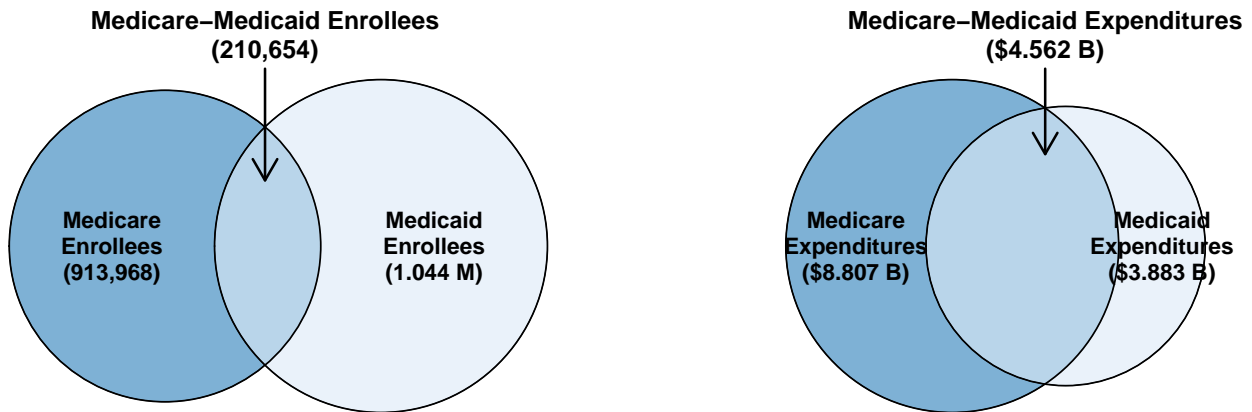 Medicare−Medicaid Enrollees
(210,654)
Medicare
Enrollees
(913,968)
Medicaid
Enrollees
(1.044 M)
Medicare−Medicaid Expenditures
($4.562 B)
Medicare
Expenditures
($8.807 B)
Medicaid
Expenditures
($3.883 B)